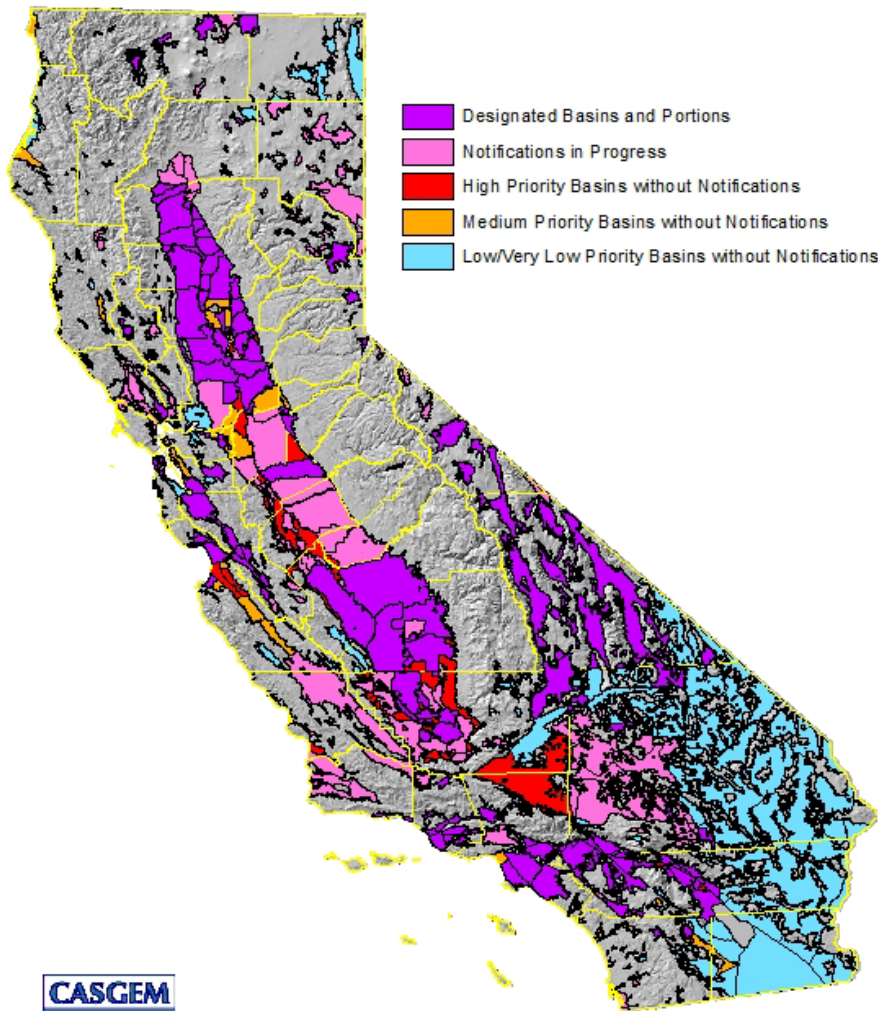 Designated Basins and Portions
Notifications in Progress
High Priority Basins without Notifications
Medium Priority Basins without Notifications
Low/Very Low Priority Basins without Notifications
CASGEM